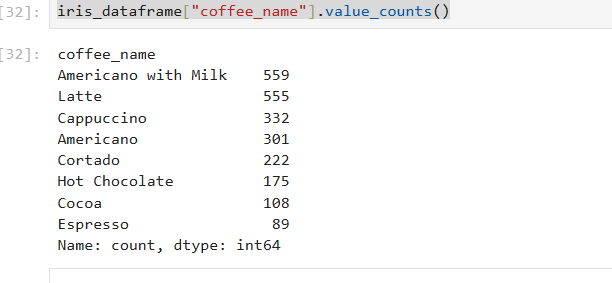 [32]: iris_dataframe["coffee_name"].value_counts()
[32]: coffee_name
Americano with Milk    559
Latte                  555
Cappuccino             332
Americano              301
Cortado                222
Hot Chocolate          175
Cocoa                  108
Espresso                89
Name: count, dtype: int64